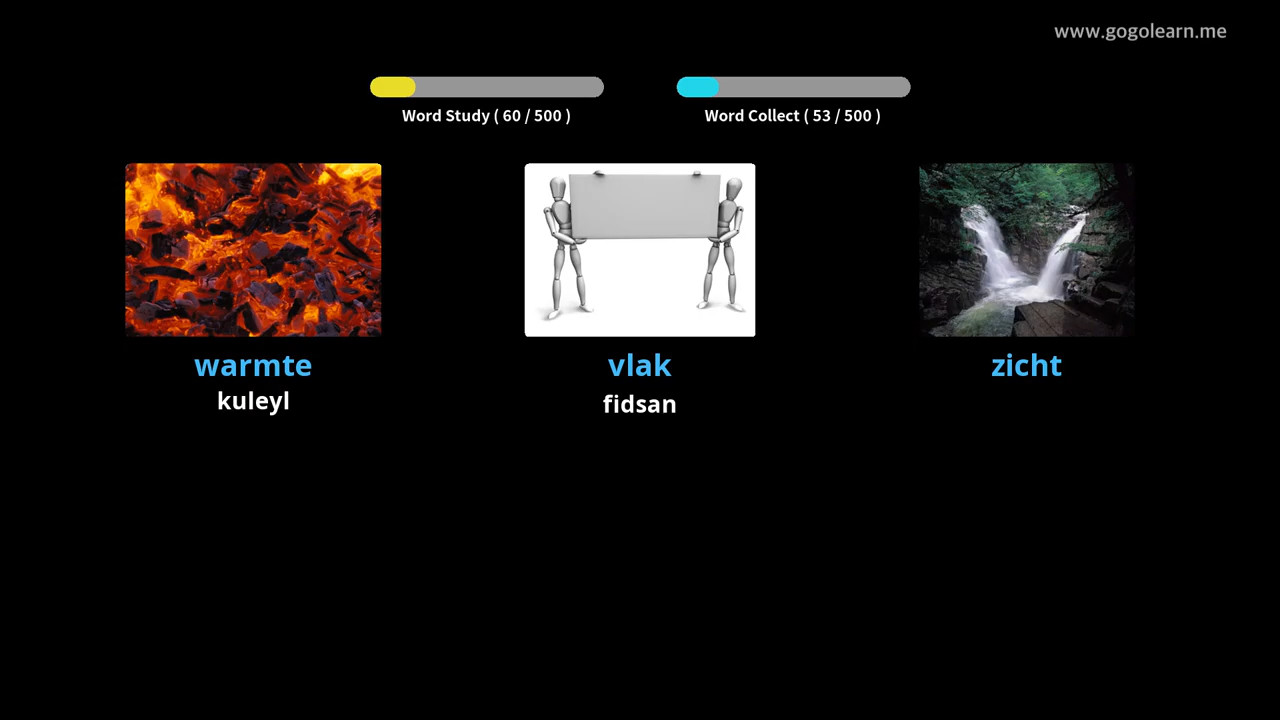 www.gogolearn.me
Word Study ( 60 / 500 )
Word Collect ( 53 / 500 )
warmte
kuleyl
vlak
fidsan
zicht